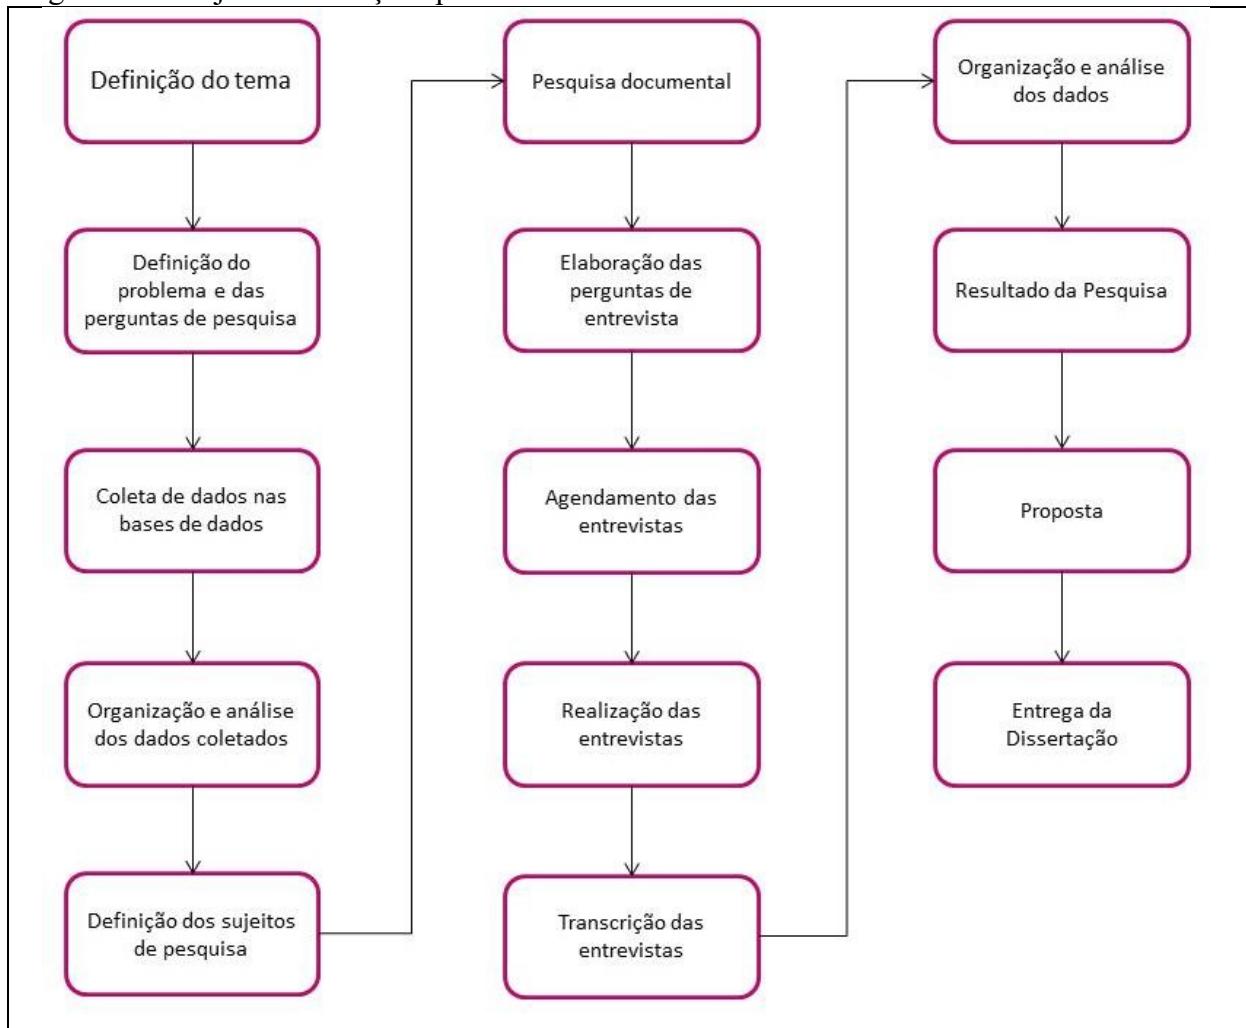 Definição do tema
Definição do
problema e das
perguntas de pesquisa
Coleta de dados nas
bases de dados
Organização e análise
dos dados coletados
Definição dos sujeitos
de pesquisa
Pesquisa documental
Elaboração das
perguntas de
entrevista
Agendamento das
entrevistas
Realização das
entrevistas
Transcrição das
entrevistas
Organização e análise
dos dados
Resultado da Pesquisa
Proposta
Entrega da
Dissertação